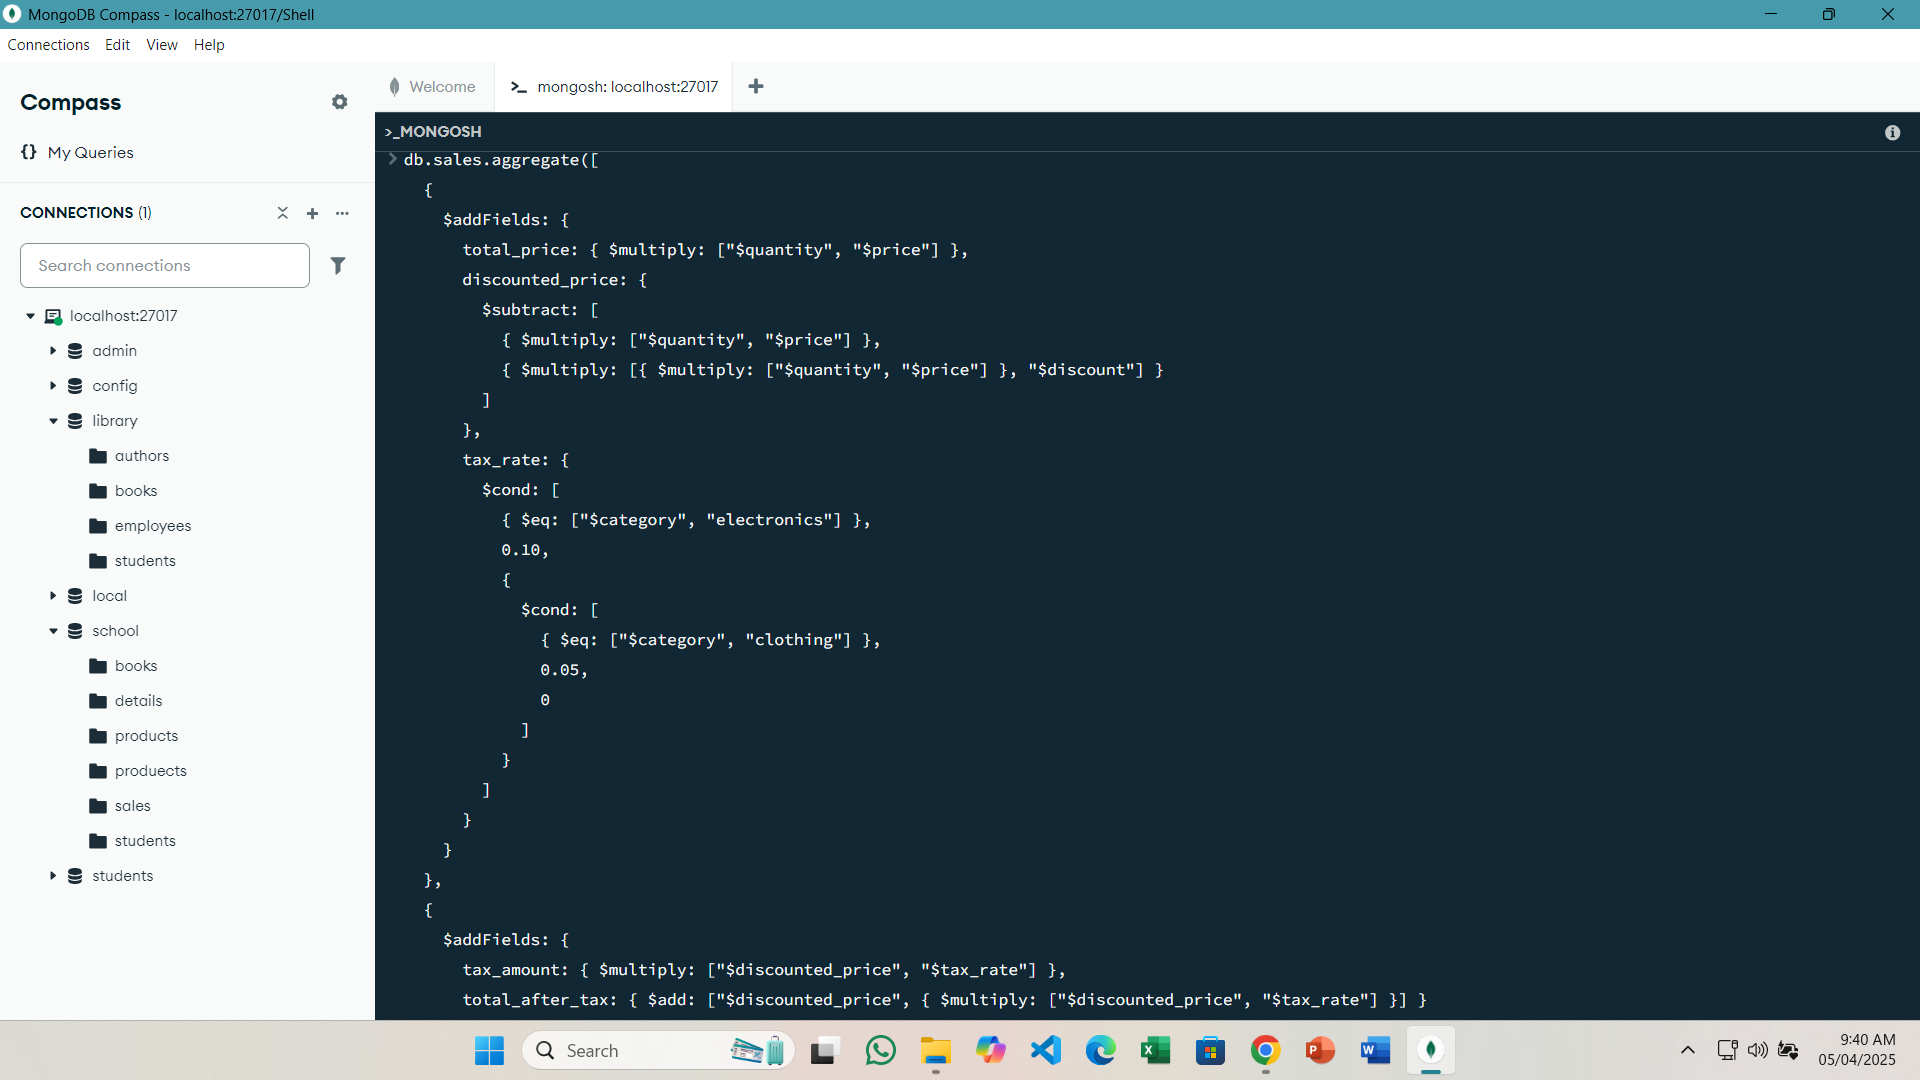 MongoDB Compass - localhost:27017/Shell
Connections Edit View Help
Compass
{} My Queries
CONNECTIONS (1)
Search connections
localhost:27017
admin
config
library
authors
books
employees
students
local
school
books
details
products
produects
sales
students
students
Welcome
>_ mongosh: localhost:27017
>_MONGOSH
> db.sales.aggregate([
{
$addFields: {
total_price: { $multiply: ["$quantity", "$price"] },
discounted_price: {
$subtract: [
{ $multiply: ["$quantity", "$price"] },
{ $multiply: [{ $multiply: ["$quantity", "$price"] }, "$discount"] }
]
},
tax_rate: {
$cond: [
{ $eq: ["$category", "electronics"] },
0.10,
{
$cond: [
{ $eq: ["$category", "clothing"] },
0.05,
0
]
}
]
}
}
},
{
$addFields: {
tax_amount: { $multiply: ["$discounted_price", "$tax_rate"] },
total_after_tax: { $add: ["$discounted_price", { $multiply: ["$discounted_price", "$tax_rate"] }] }
Search
9:40 AM
05/04/2025